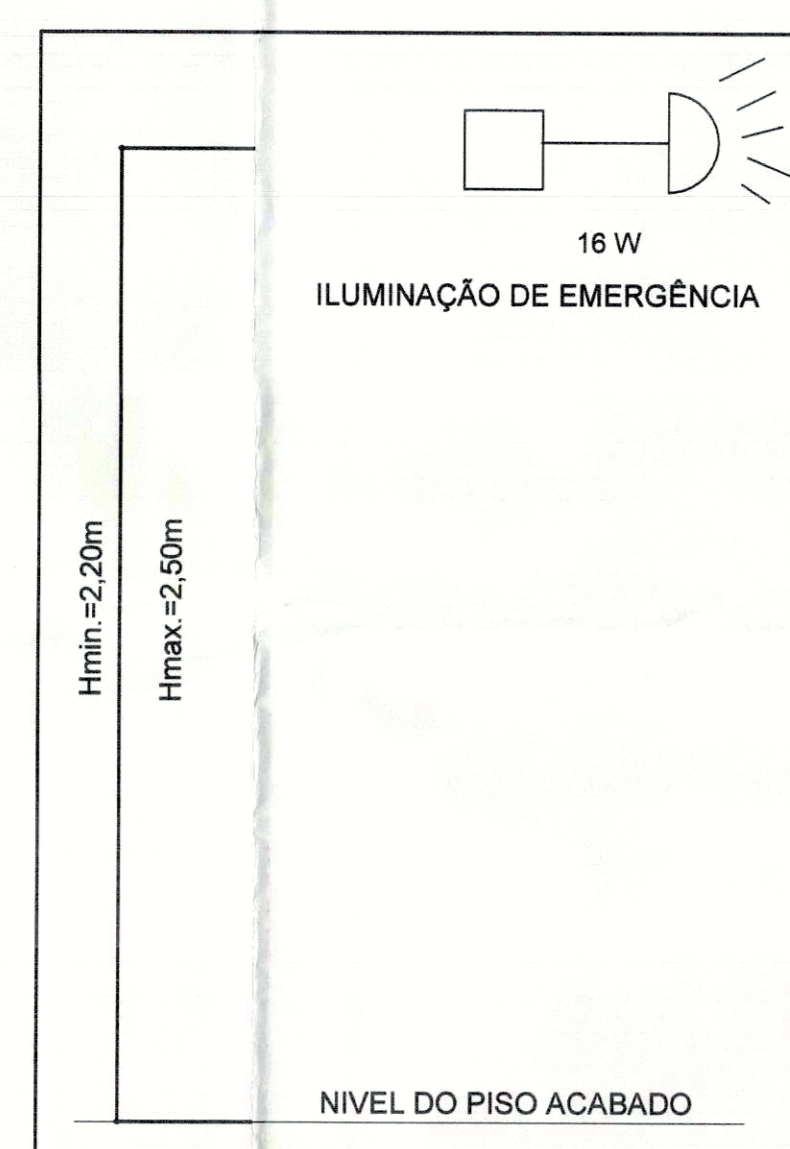 16 W
ILUMINAÇÃO DE EMERGÊNCIA
Hmin.=2,20m
Hmax.=2,50m
NIVEL DO PISO ACABADO